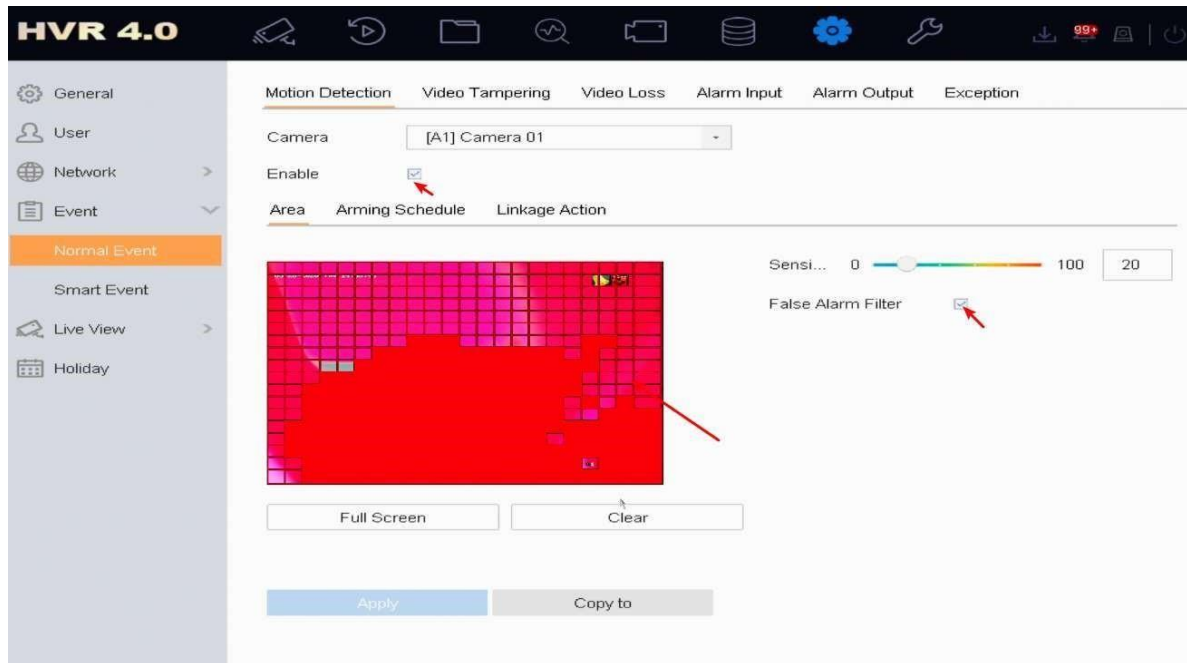 HVR 4.0
99+
General
User
Network
Event
Normal Event
Smart Event
Live View
Holiday
Motion Detection Video Tampering Video Loss Alarm Input Alarm Output Exception
Camera [A1] Camera 01
Enable
Area Arming Schedule Linkage Action
Sensi... 0 100 20
False Alarm Filter
Full Screen Clear
Apply Copy to